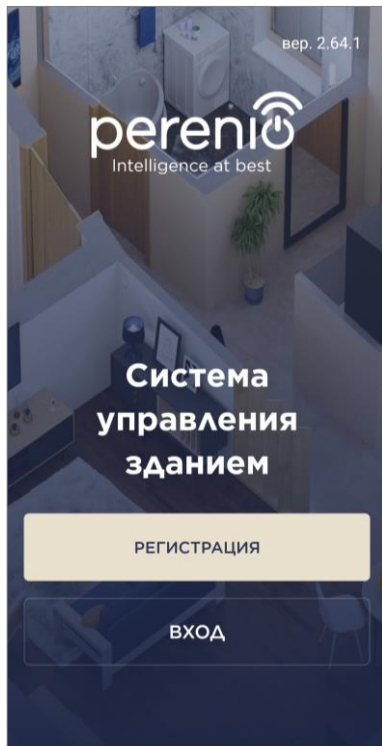 вер. 2.64.1
perenio
Intelligence at best
Система
управления
зданием
РЕГИСТРАЦИЯ
ВХОД